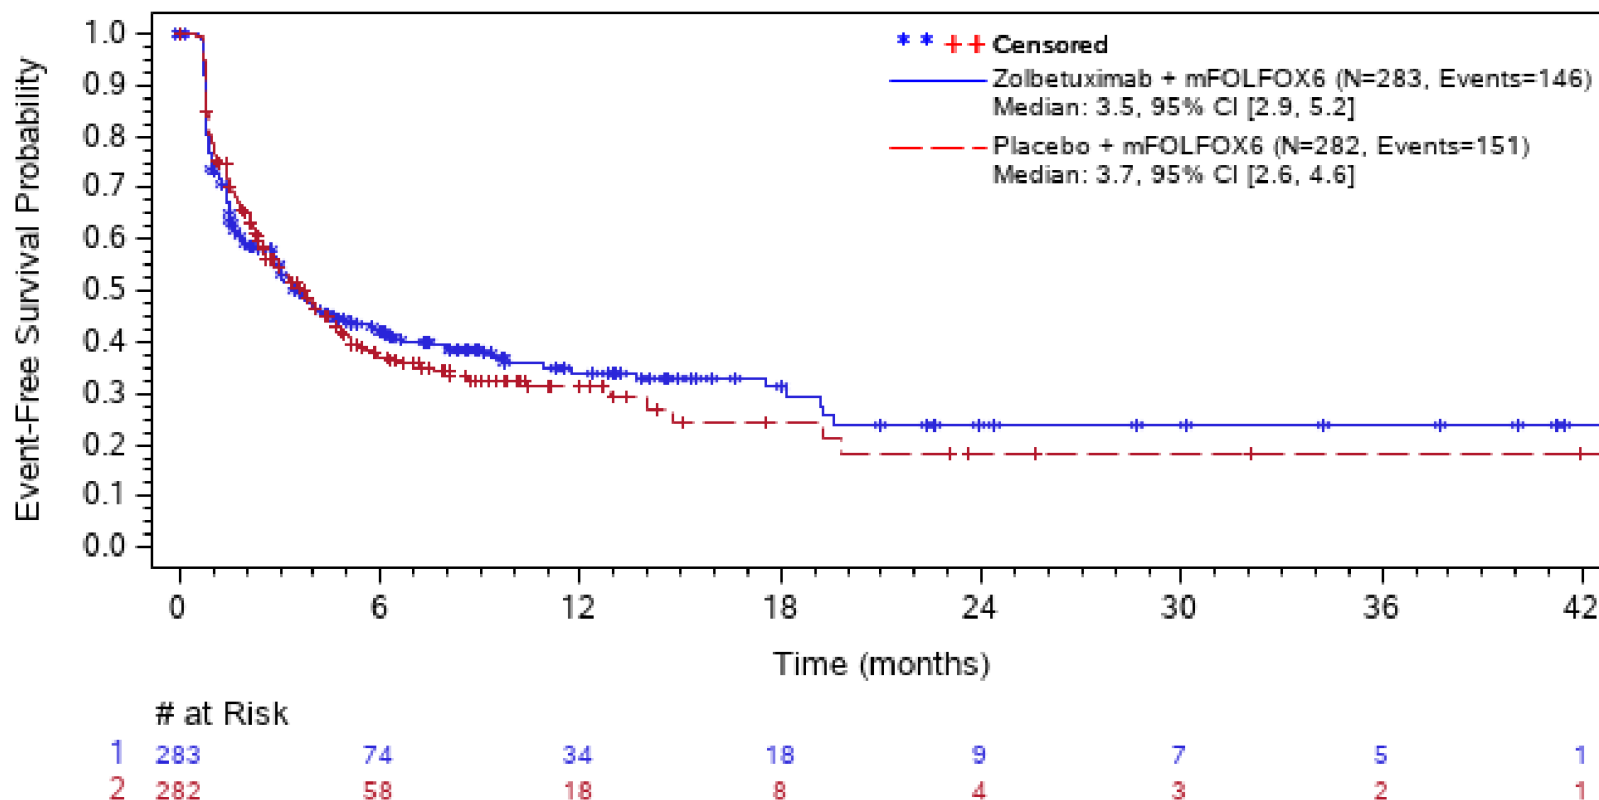 Event-Free Survival Probability
1.0
0.9
0.8
0.7
0.6
0.5
0.4
0.3
0.2
0.1
0.0
Censored
Zolbetuximab + mFOLFOX6 (N=283, Events=146)
Median: 3.5, 95% CI [2.9, 5.2]
Placebo + mFOLFOX6 (N=282, Events=151)
Median: 3.7, 95% CI [2.6, 4.6]
0 6 12 18 24 30 36 42
Time (months)
# at Risk
1 283 74 34 18 9 7 5 1
2 282 58 18 8 4 3 2 1